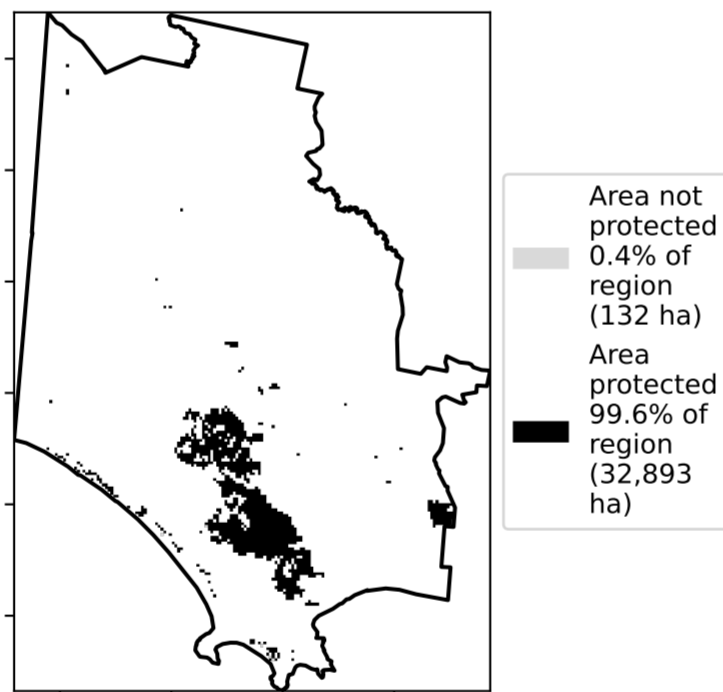 Area not
protected
0.4% of
region
(132 ha)
Area
protected
99.6% of
region
(32,893
ha)